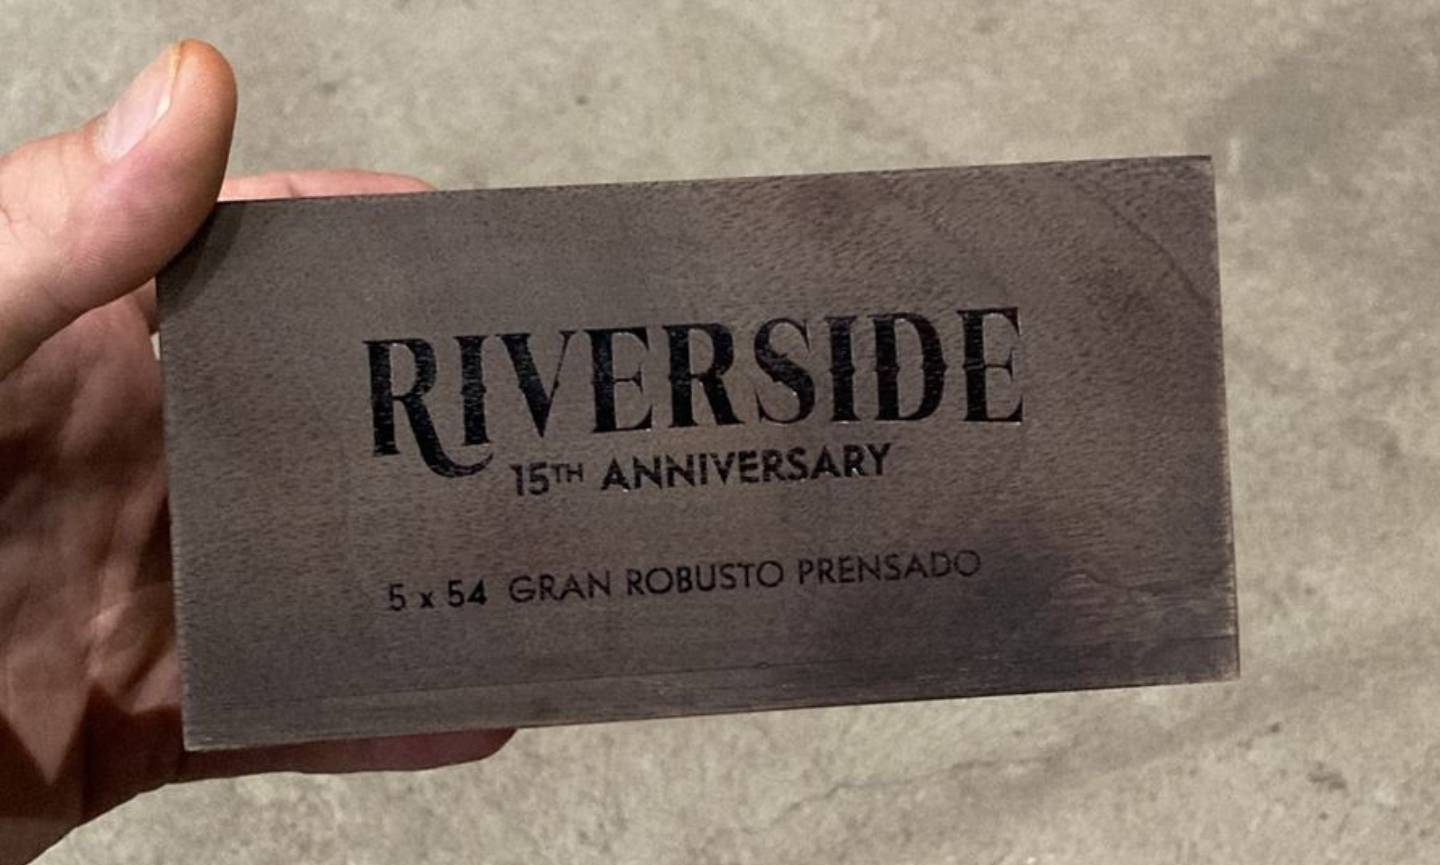 RIVERSIDE
15TH ANNIVERSARY
5 x 54 GRAN ROBUSTO PRENSADO